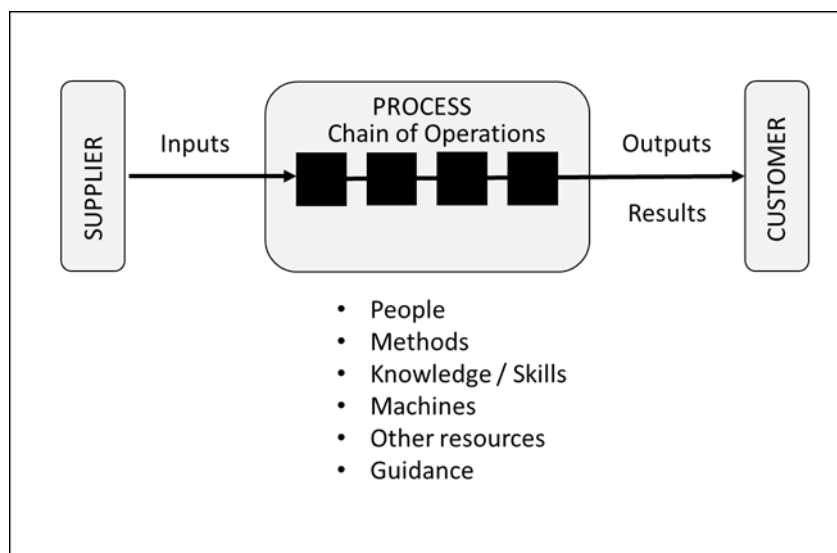 SUPPLIER
Inputs
PROCESS
Chain of Operations
Outputs
Results
CUSTOMER
• People
• Methods
• Knowledge / Skills
• Machines
• Other resources
• Guidance